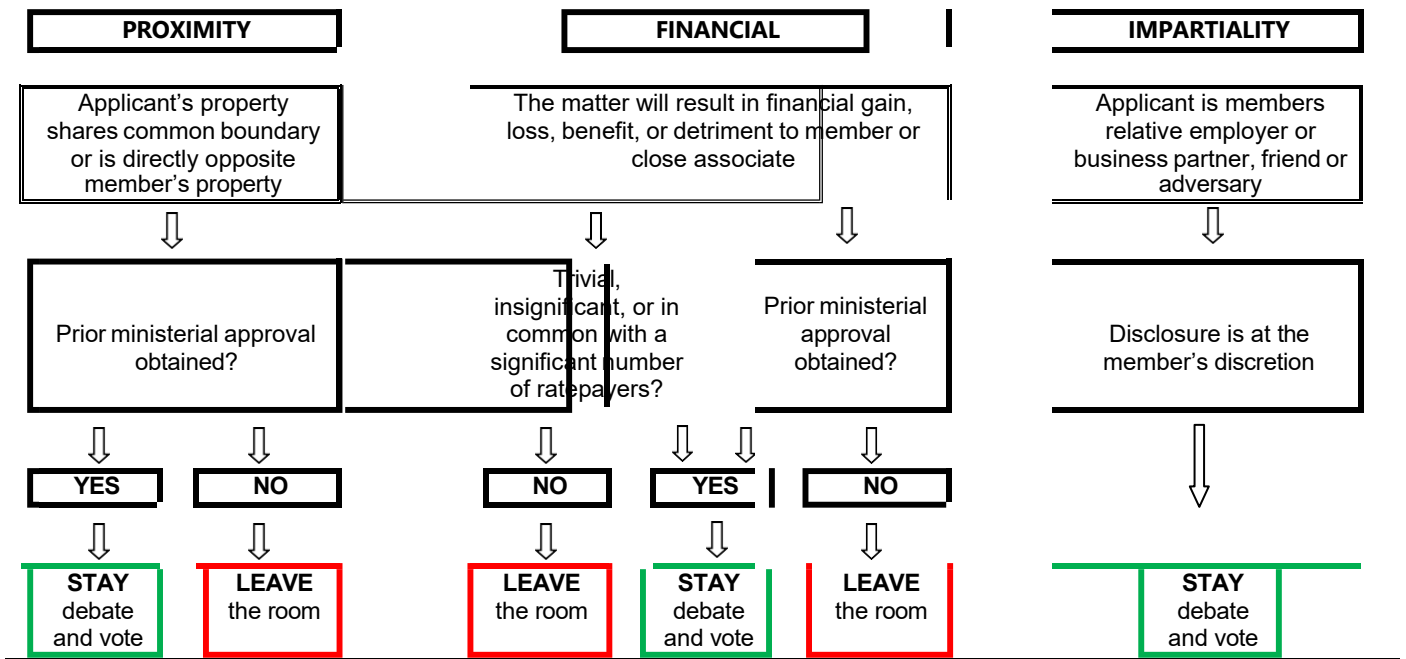 PROXIMITY
FINANCIAL
IMPARTIALITY
Applicant’s property
shares common boundary
or is directly opposite
member’s property
The matter will result in financial gain,
loss, benefit, or detriment to member or
close associate
Applicant is members
relative employer or
business partner, friend or
adversary
Prior ministerial approval
obtained?
Trivial,
insignificant, or in
common with a
significant number
of ratepayers?
Prior ministerial
approval
obtained?
Disclosure is at the
member’s discretion
YES
NO
NO
YES
NO
STAY
debate
and vote
LEAVE
the room
LEAVE
the room
STAY
debate
and vote
LEAVE
the room
STAY
debate
and vote